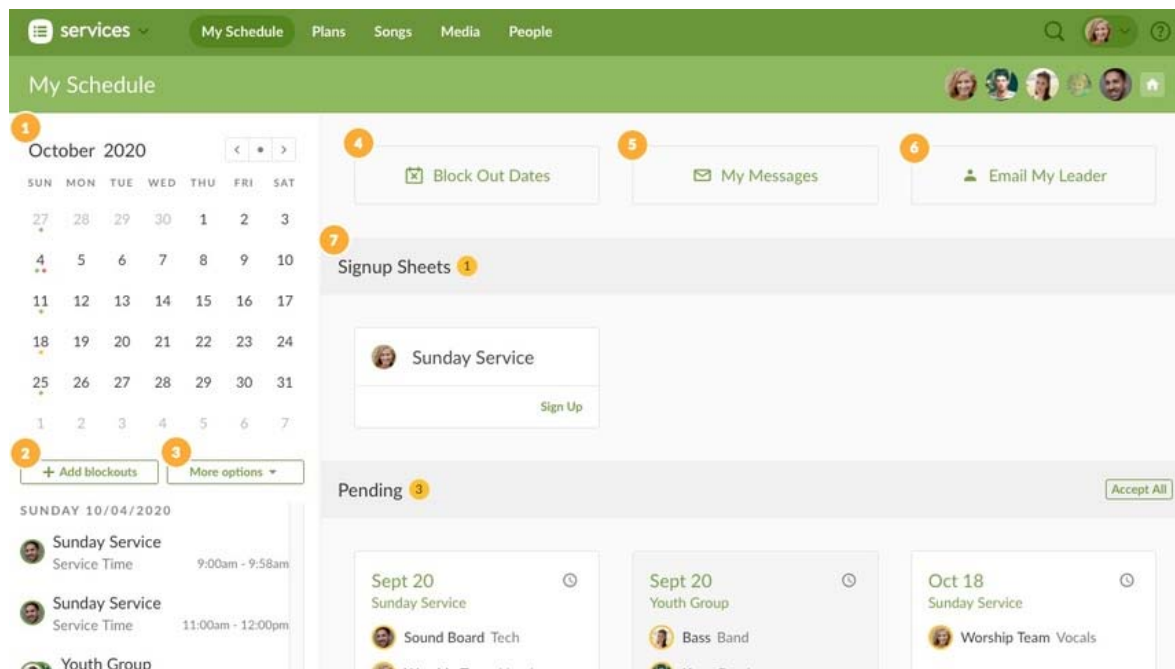 services My Schedule Plans Songs Media People
My Schedule
1
October 2020
SUN MON TUE WED THU FRI SAT
27 28 29 30 1 2 3
4 5 6 7 8 9 10
11 12 13 14 15 16 17
18 19 20 21 22 23 24
25 26 27 28 29 30 31
1 2 3 4 5 6 7
2 3
+ Add blockouts More options
SUNDAY 10/04/2020
Sunday Service
Service Time 9:00am - 9:58am
Sunday Service
Service Time 11:00am - 12:00pm
Youth Group
4 5 6
Block Out Dates My Messages Email My Leader
7
Signup Sheets 1
Sunday Service
Sign Up
Pending 3 Accept All
Sept 20
Sunday Service
Sound Board Tech
Sept 20
Youth Group
Bass Band
Oct 18
Sunday Service
Worship Team Vocals